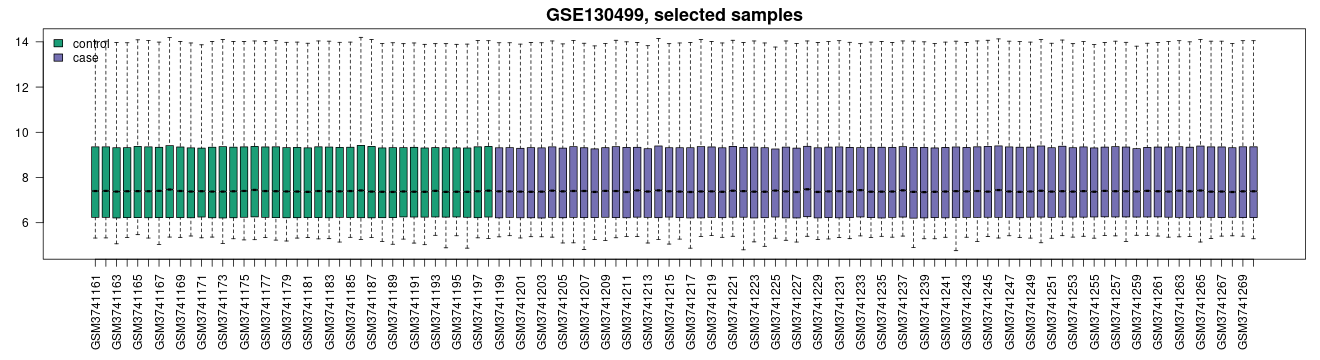 GSE130499, selected samples
control
case
14
12
10
8
6
GSM3741161
GSM3741163
GSM3741165
GSM3741167
GSM3741169
GSM3741171
GSM3741173
GSM3741175
GSM3741177
GSM3741179
GSM3741181
GSM3741183
GSM3741185
GSM3741187
GSM3741189
GSM3741191
GSM3741193
GSM3741195
GSM3741197
GSM3741199
GSM3741201
GSM3741203
GSM3741205
GSM3741207
GSM3741209
GSM3741211
GSM3741213
GSM3741215
GSM3741217
GSM3741219
GSM3741221
GSM3741223
GSM3741225
GSM3741227
GSM3741229
GSM3741231
GSM3741233
GSM3741235
GSM3741237
GSM3741239
GSM3741241
GSM3741243
GSM3741245
GSM3741247
GSM3741249
GSM3741251
GSM3741253
GSM3741255
GSM3741257
GSM3741259
GSM3741261
GSM3741263
GSM3741265
GSM3741267
GSM3741269